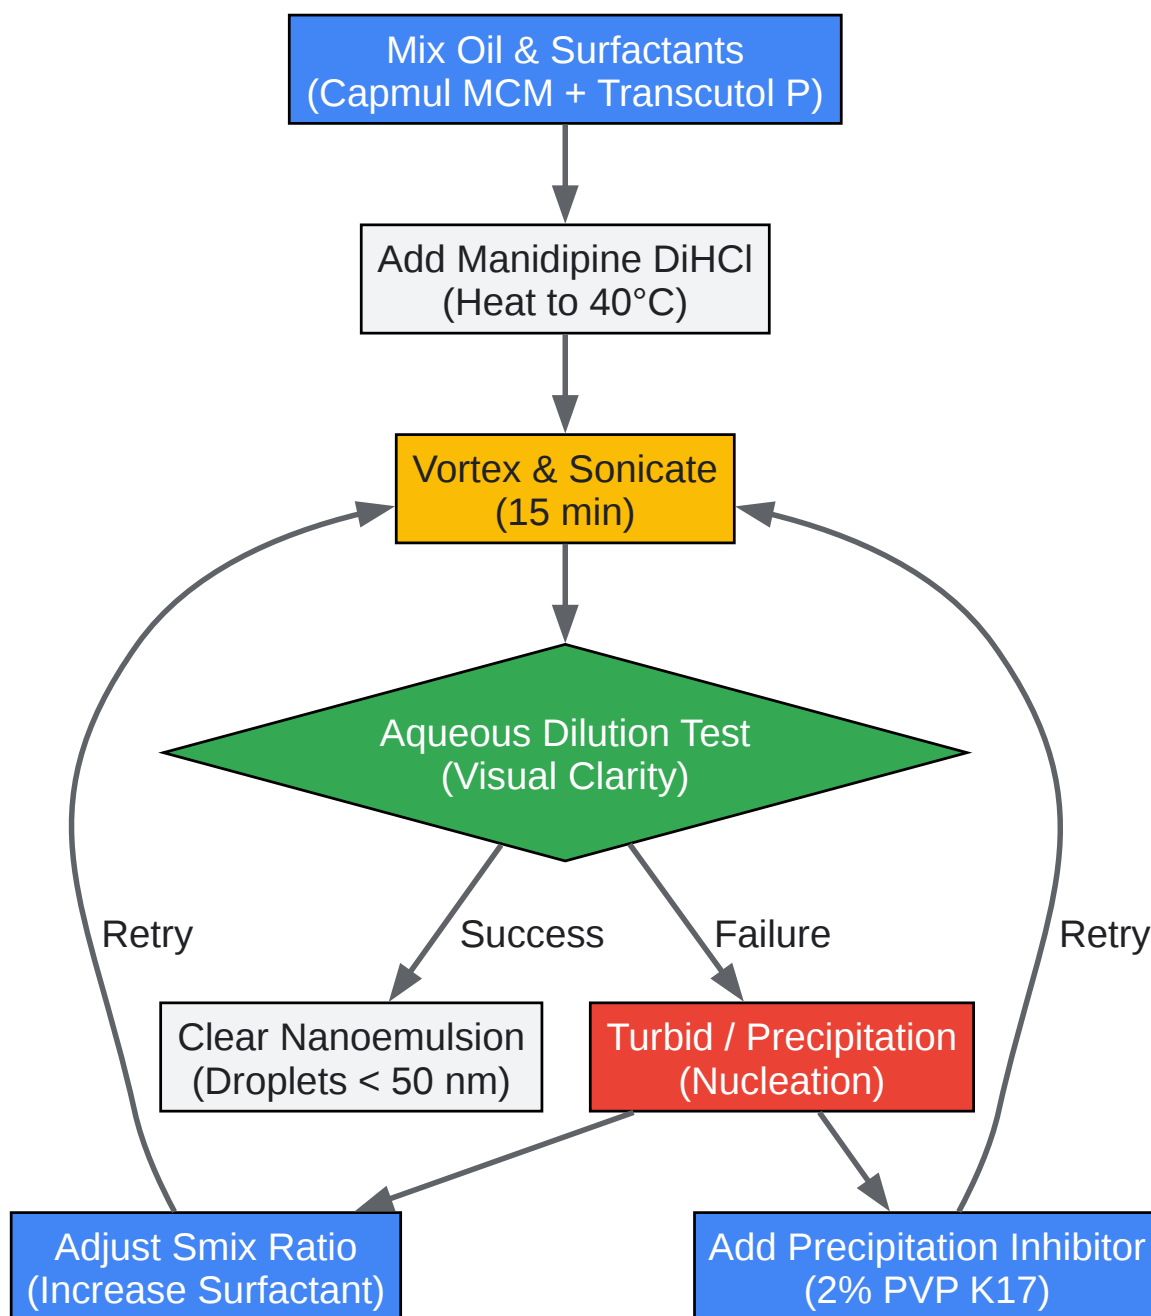 Mix Oil & Surfactants
(Capmul MCM + Transcutol P)
Add Manidipine DiHCl
(Heat to 40°C)
Vortex & Sonicate
(15 min)
Aqueous Dilution Test
(Visual Clarity)
Retry
Success
Failure
Retry
Clear Nanoemulsion
(Droplets < 50 nm)
Turbid / Precipitation
(Nucleation)
Adjust Smix Ratio
(Increase Surfactant)
Add Precipitation Inhibitor
(2% PVP K17)